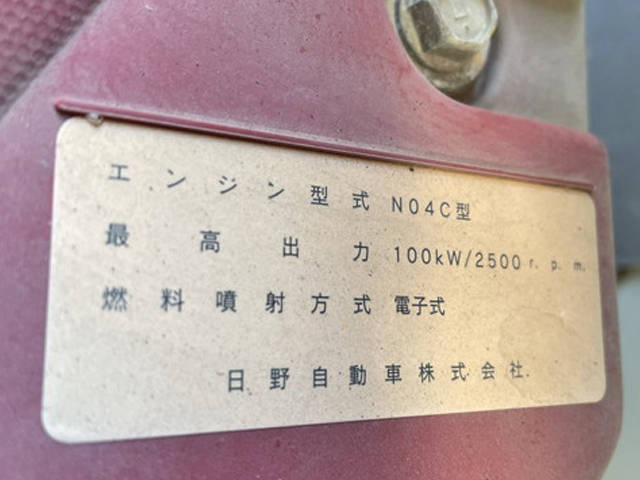 エンジン型式 N04C型
最高出力 100kW/2500r.p.m.
燃料噴射方式 電子式
日野自動車株式会社.